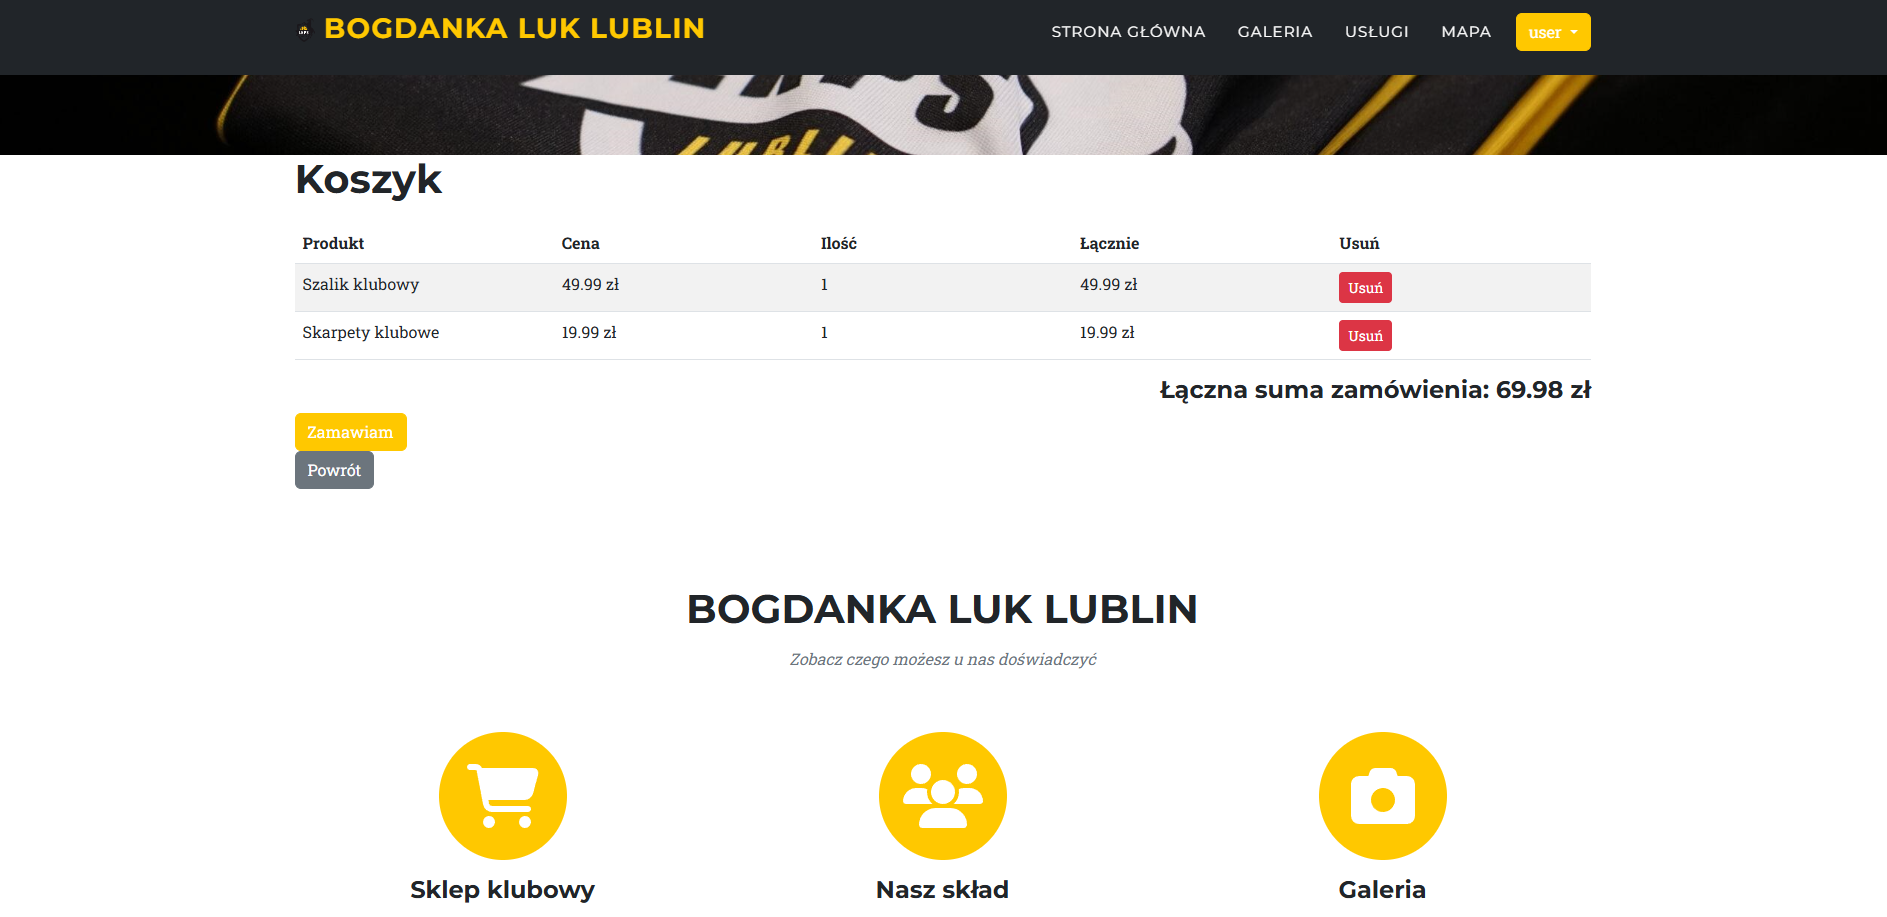 BOGDANKA LUK LUBLIN
STRONA GŁÓWNA GALERIA USŁUGI MAPA user
LUBLIN
Koszyk
Produkt Cena Ilość Łącznie Usuń
Szalik klubowy 49.99 zł 1 49.99 zł Usuń
Skarpety klubowe 19.99 zł 1 19.99 zł Usuń
Łączna suma zamówienia: 69.98 zł
Zamawiam
Powrót
BOGDANKA LUK LUBLIN
Zobacz czego możesz u nas doświadczyć
Sklep klubowy Nasz skład Galeria